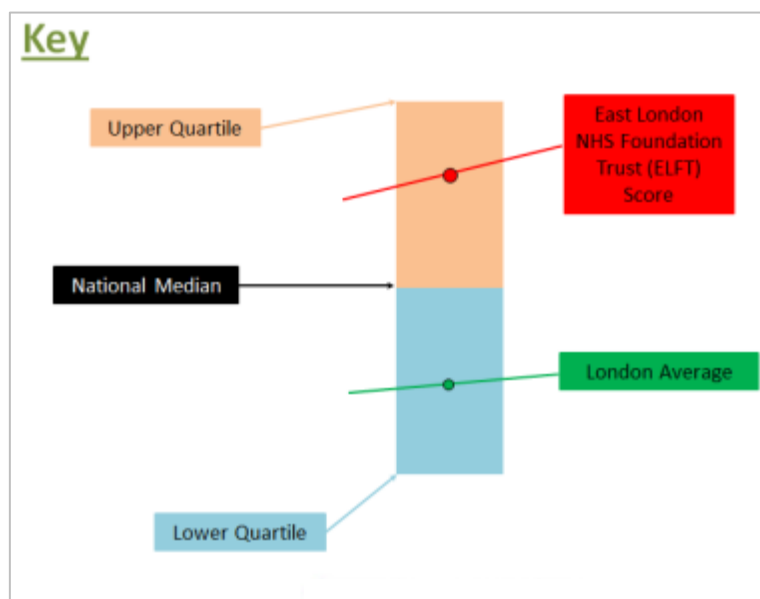 Key
Upper Quartile
East London
NHS Foundation
Trust (ELFT)
Score
National Median
London Average
Lower Quartile